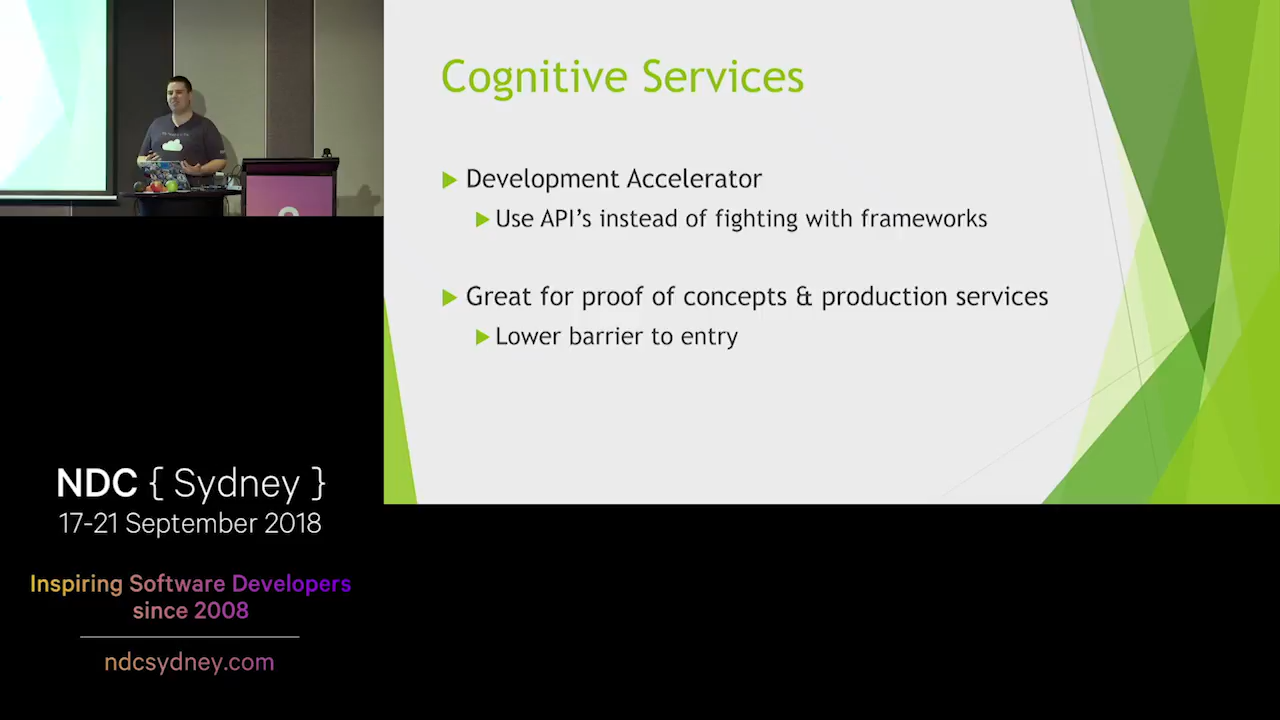 Cognitive Services
Development Accelerator
Use API's instead of fighting with frameworks
Great for proof of concepts & production services
Lower barrier to entry
NDC { Sydney }
17-21 September 2018
Inspiring Software Developers
since 2008
ndcsydney.com